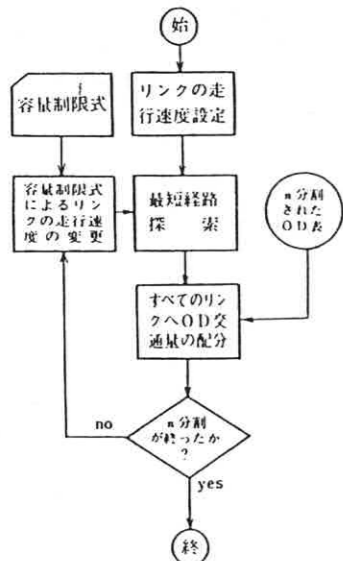 始
容量制限式
リンクの走
行速度設定
容量制限式
によるリン
クの走行速
度の変更
最短経路
探索
n分割
された
OD表
すべてのリン
クへOD交
通量の配分
n分割
が終ったか
?
no
yes
終